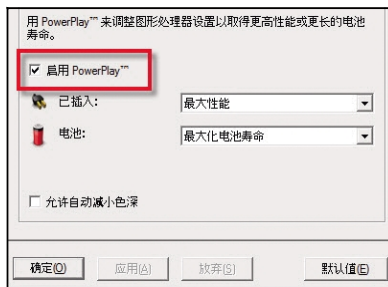 用 PowerPlay™ 来调整图形处理器设置以取得更高性能或更长的电池
寿命。
启用 PowerPlay™
已插入: 最大性能
电池: 最大化电池寿命
允许自动减小色深
确定(O) 应用(A) 放弃(S) 默认值(E)